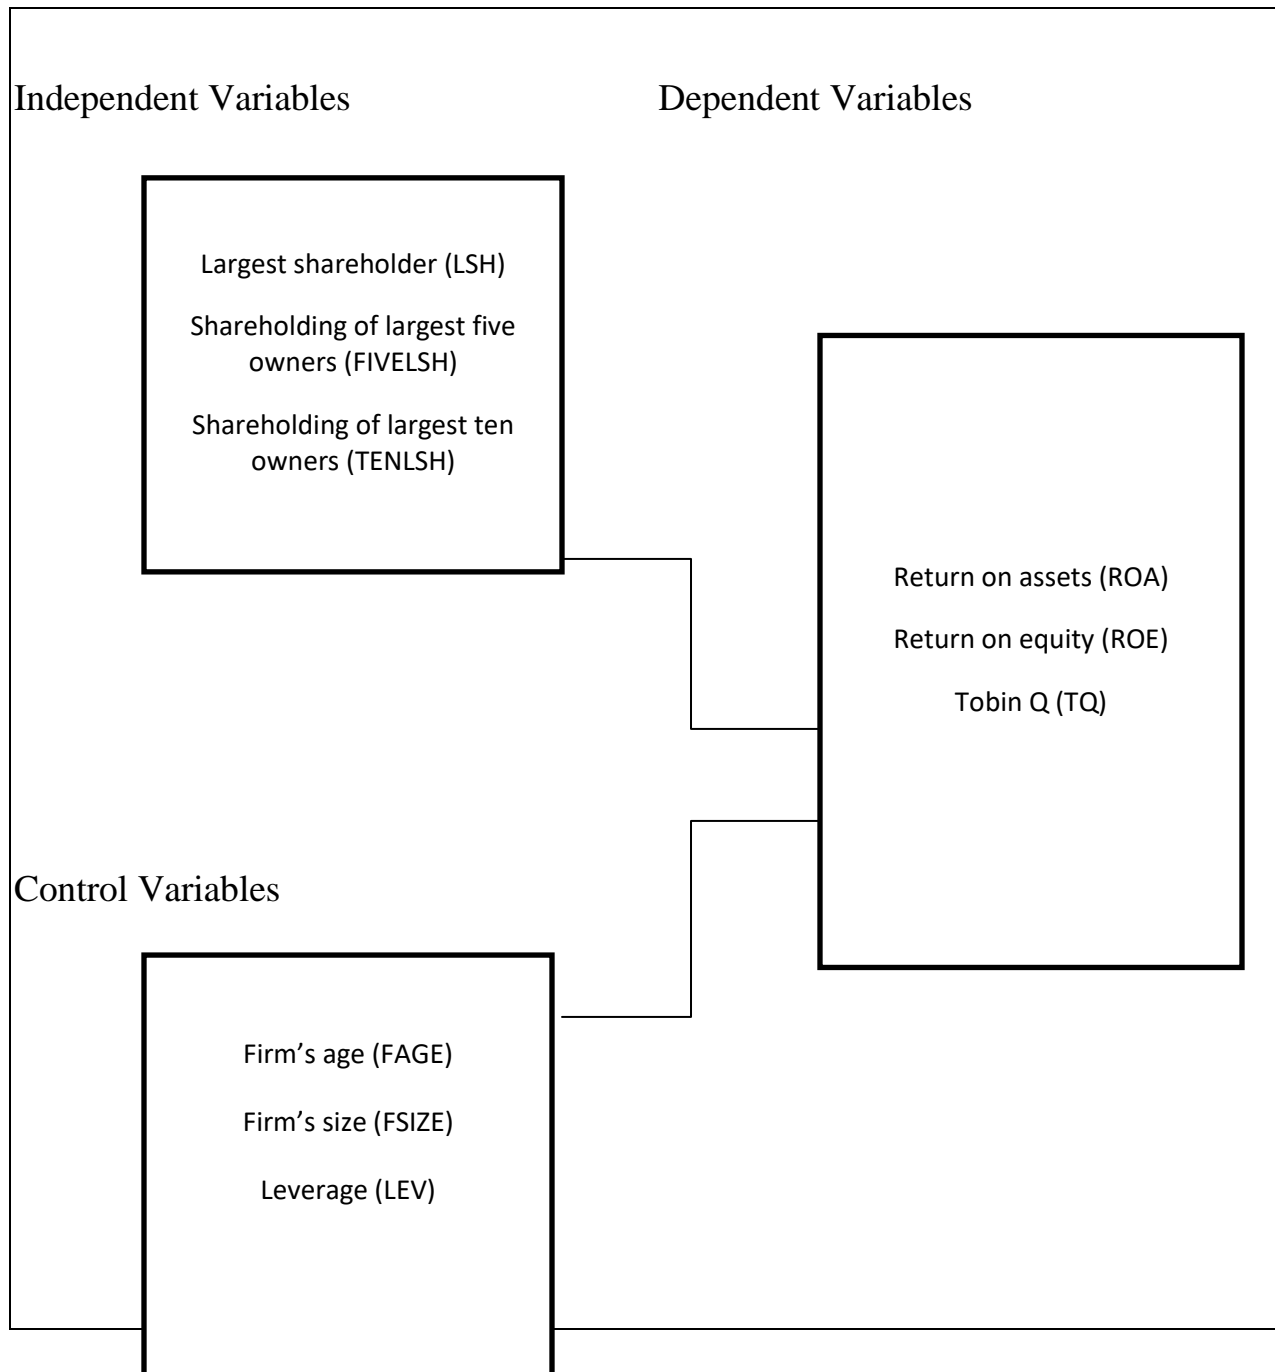 Independent Variables
Dependent Variables
Largest shareholder (LSH)
Shareholding of largest five
owners (FIVELSH)
Shareholding of largest ten
owners (TENLSH)
Return on assets (ROA)
Return on equity (ROE)
Tobin Q (TQ)
Control Variables
Firm’s age (FAGE)
Firm’s size (FSIZE)
Leverage (LEV)